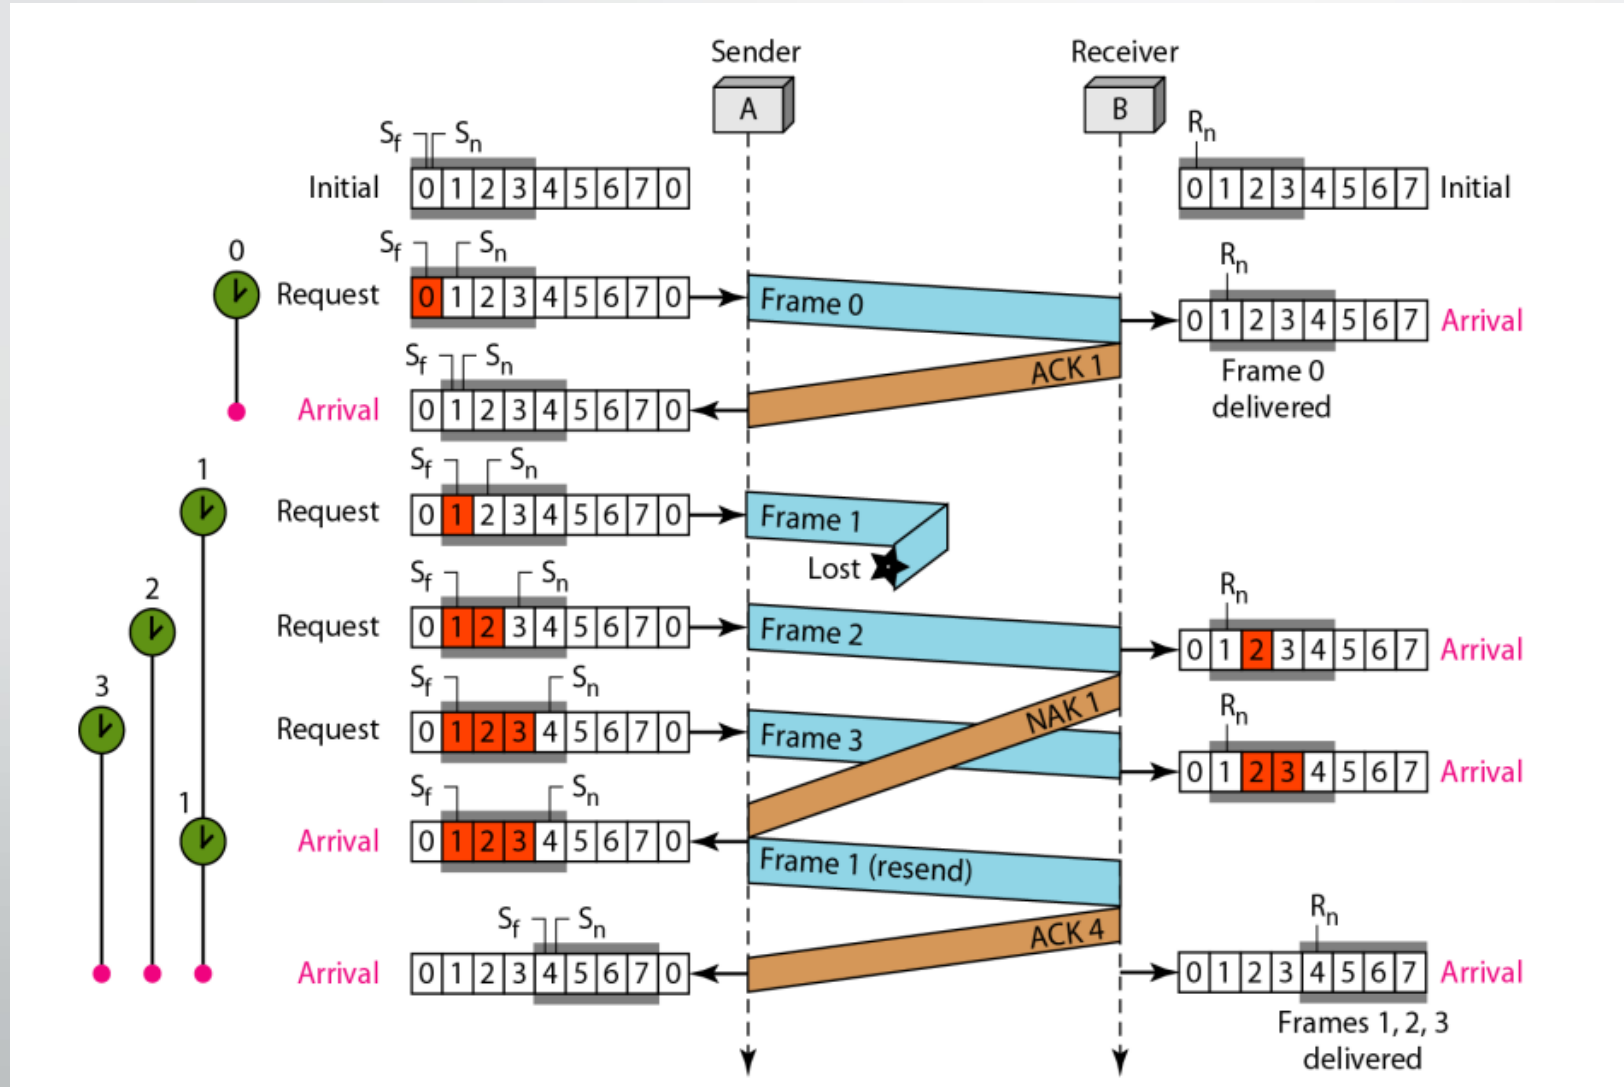 Sender Receiver
A B
Sf Sn Rn
Initial 0 1 2 3 4 5 6 7 0 0 1 2 3 4 5 6 7 Initial
0 Sf Sn
Request 0 1 2 3 4 5 6 7 0 Frame 0
Rn
0 1 2 3 4 5 6 7 Arrival
Frame 0
delivered
Sf Sn
Arrival 0 1 2 3 4 5 6 7 0 ACK 1
1 Sf Sn
Request 0 1 2 3 4 5 6 7 0 Frame 1
Lost
2 Sf Sn Rn
Request 0 1 2 3 4 5 6 7 0 Frame 2 0 1 2 3 4 5 6 7 Arrival
3 Sf Sn NAK 1 Rn
Request 0 1 2 3 4 5 6 7 0 Frame 3 0 1 2 3 4 5 6 7 Arrival
1 Sf Sn
Arrival 0 1 2 3 4 5 6 7 0 Frame 1 (resend)
Sf Sn ACK 4 Rn
Arrival 0 1 2 3 4 5 6 7 0 0 1 2 3 4 5 6 7 Arrival
Frames 1, 2, 3
delivered